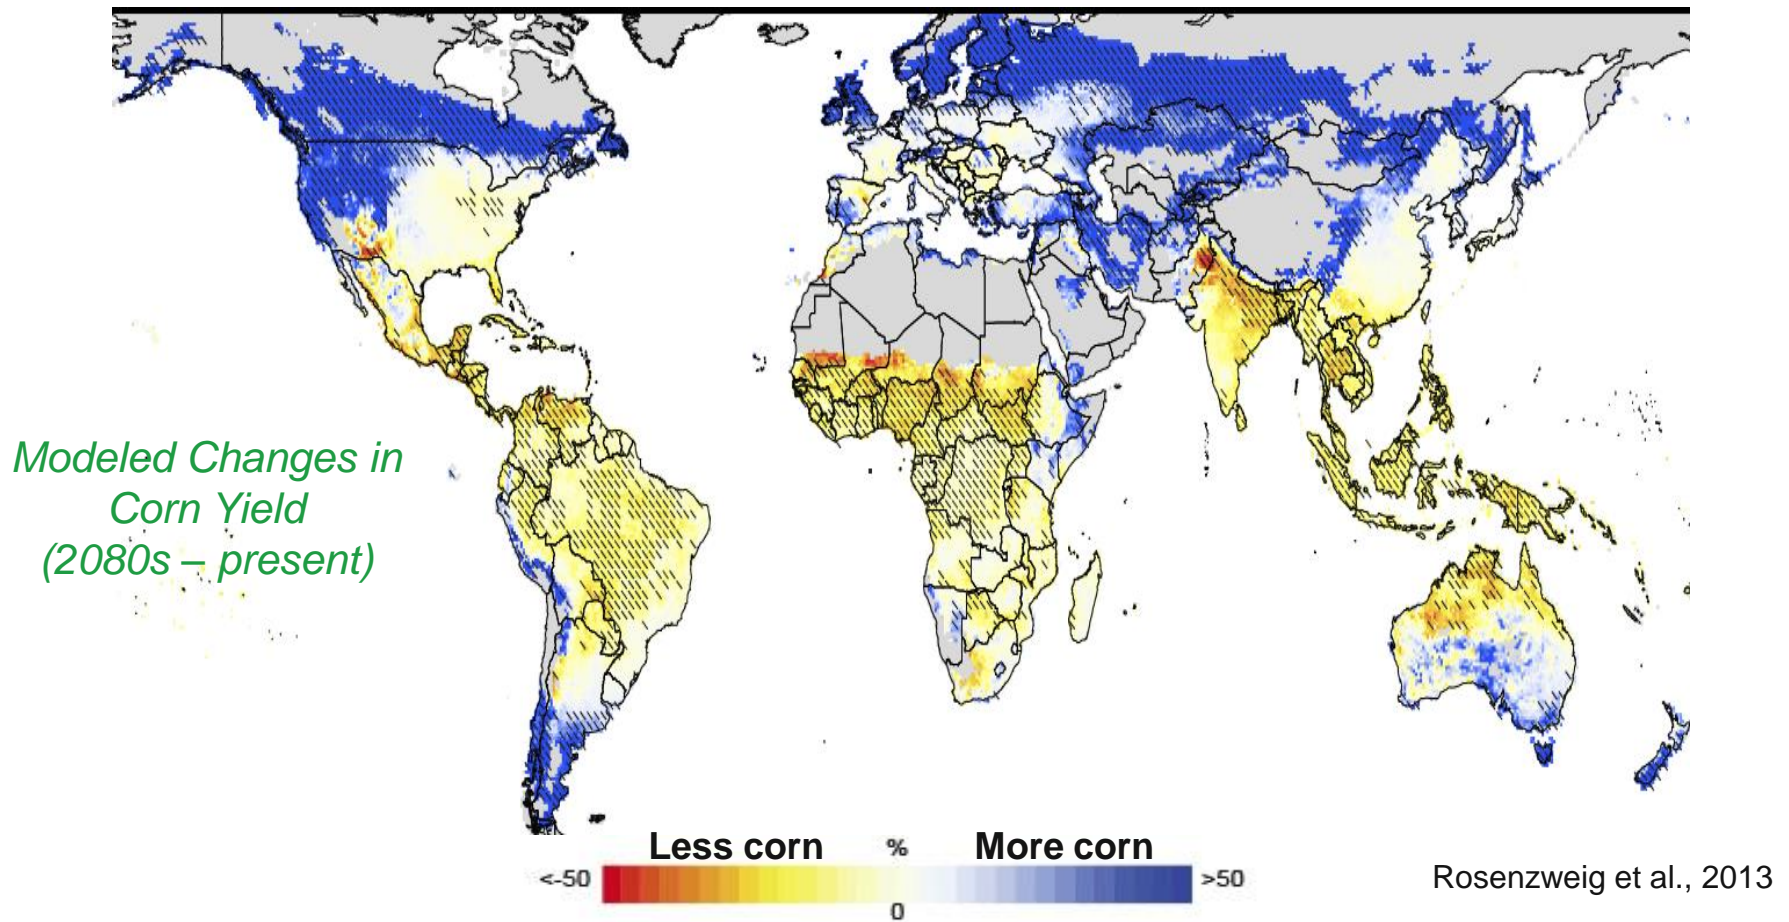 Modeled Changes in
Corn Yield
(2080s – present)
Less corn % More corn
<-50 >50
0
Rosenzweig et al., 2013